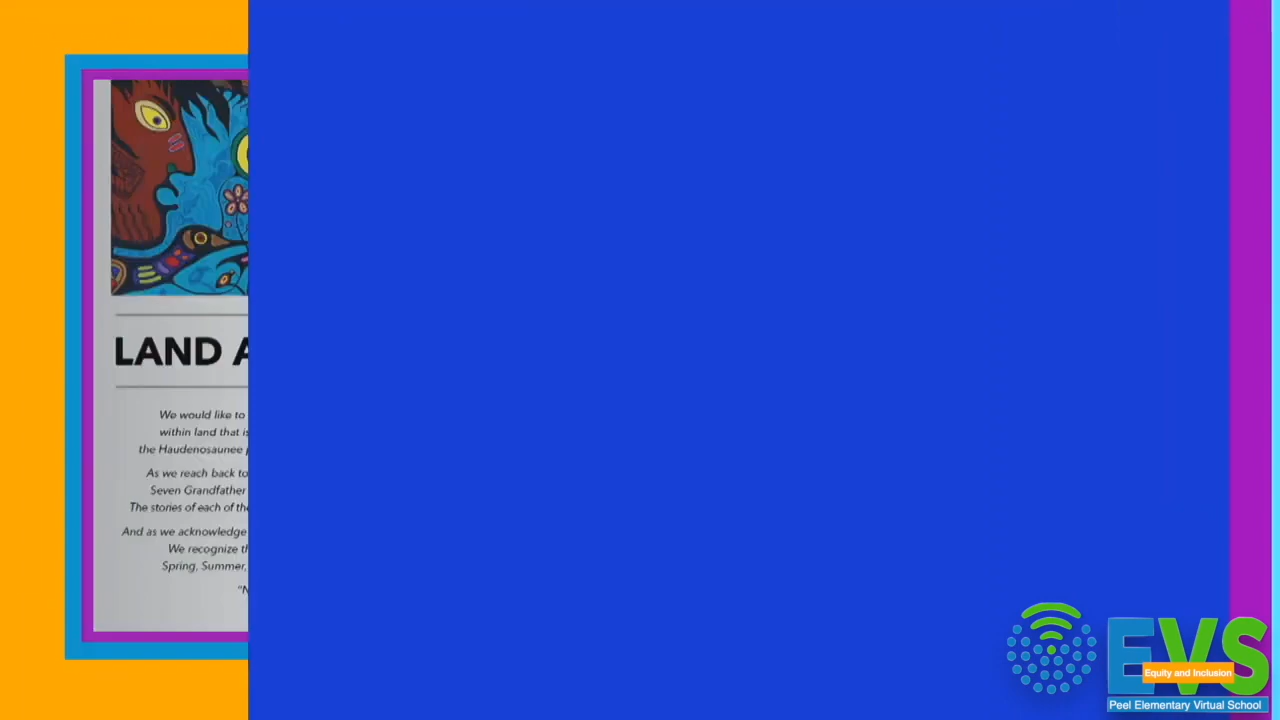 LAND A
We would like to
within land that is
the Haudenosaunee
As we reach back to
Seven Grandfather
The stories of each of the
And as we acknowledge
We recognize th
Spring, Summer,
"N
EVS
Equity and Inclusion
Peel Elementary Virtual School